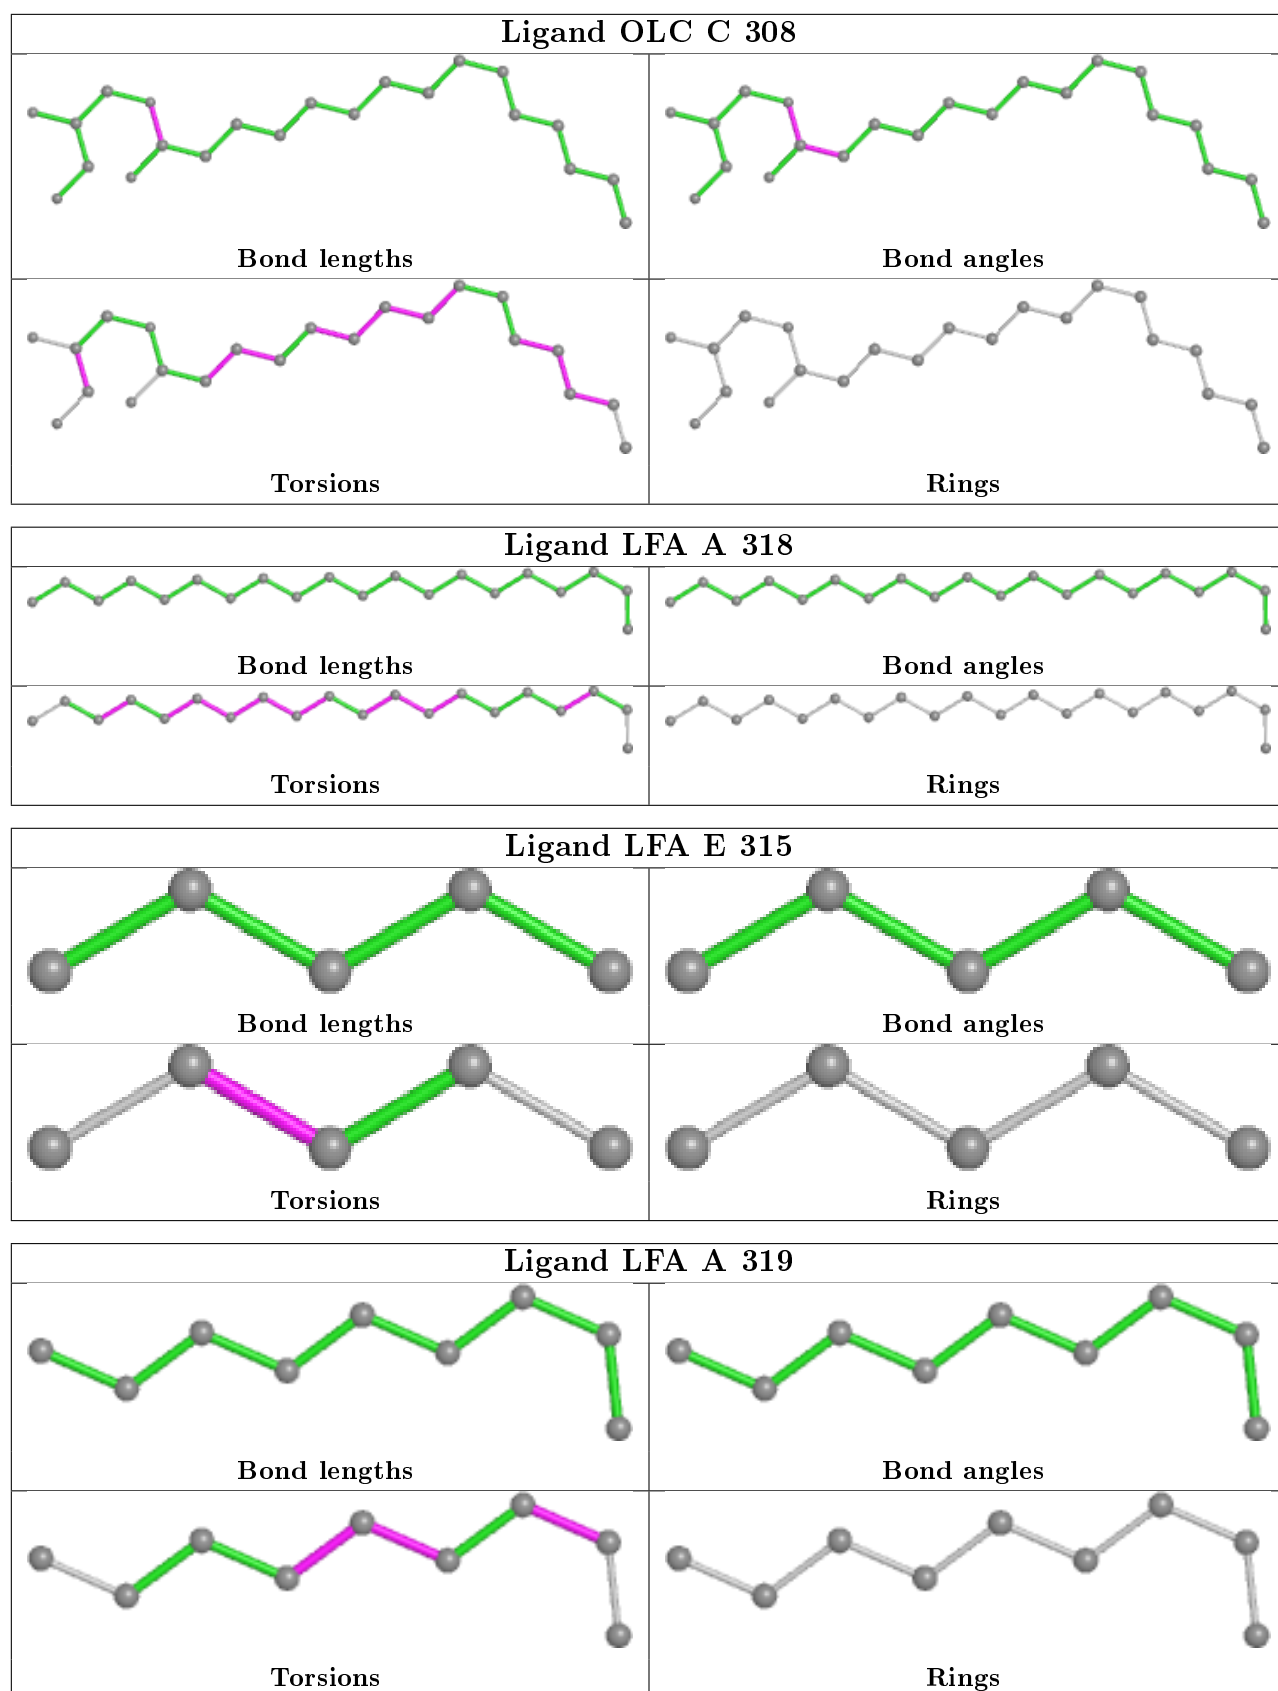 Ligand OLC C 308
Bond lengths
Bond angles
Torsions
Rings
Ligand LFA A 318
Bond lengths
Bond angles
Torsions
Rings
Ligand LFA E 315
Bond lengths
Bond angles
Torsions
Rings
Ligand LFA A 319
Bond lengths
Bond angles
Torsions
Rings